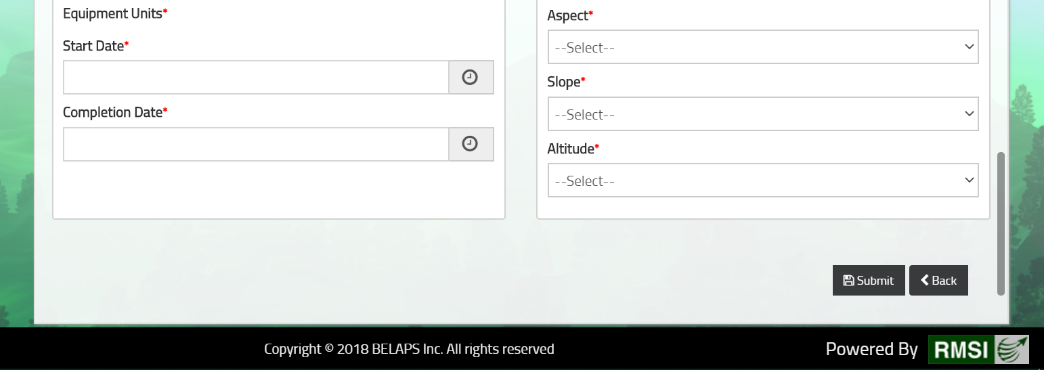 Equipment Units*
Start Date*
Completion Date*
Aspect*
--Select--
Slope*
--Select--
Altitude*
--Select--
Submit
Back
Copyright © 2018 BELAPS Inc. All rights reserved
Powered By RMSI